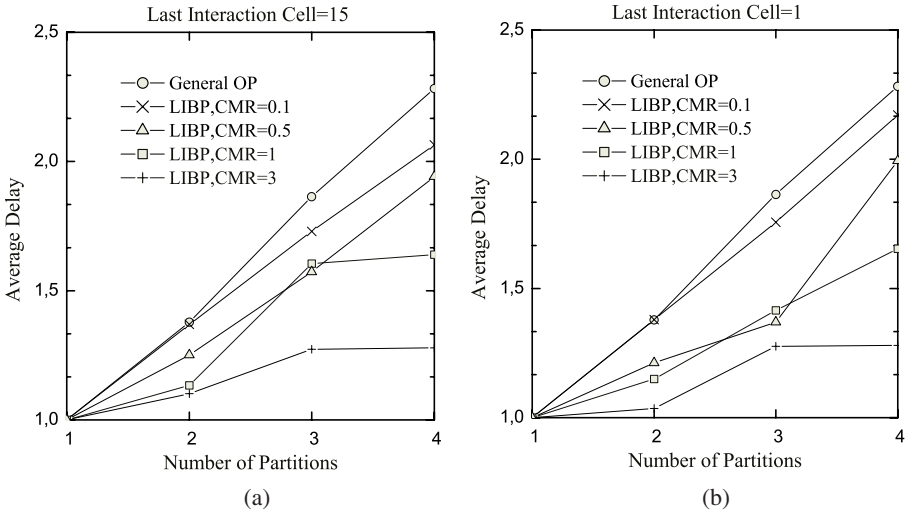 Last Interaction Cell=15
2,5
2,0
1,5
1,0
Average Delay
General OP
LIBP,CMR=0.1
LIBP,CMR=0.5
LIBP,CMR=1
LIBP,CMR=3
1
2
3
4
Number of Partitions
(a)
Last Interaction Cell=1
2,5
2,0
1,5
1,0
Average Delay
General OP
LIBP,CMR=0.1
LIBP,CMR=0.5
LIBP,CMR=1
LIBP,CMR=3
1
2
3
4
Number of Partitions
(b)